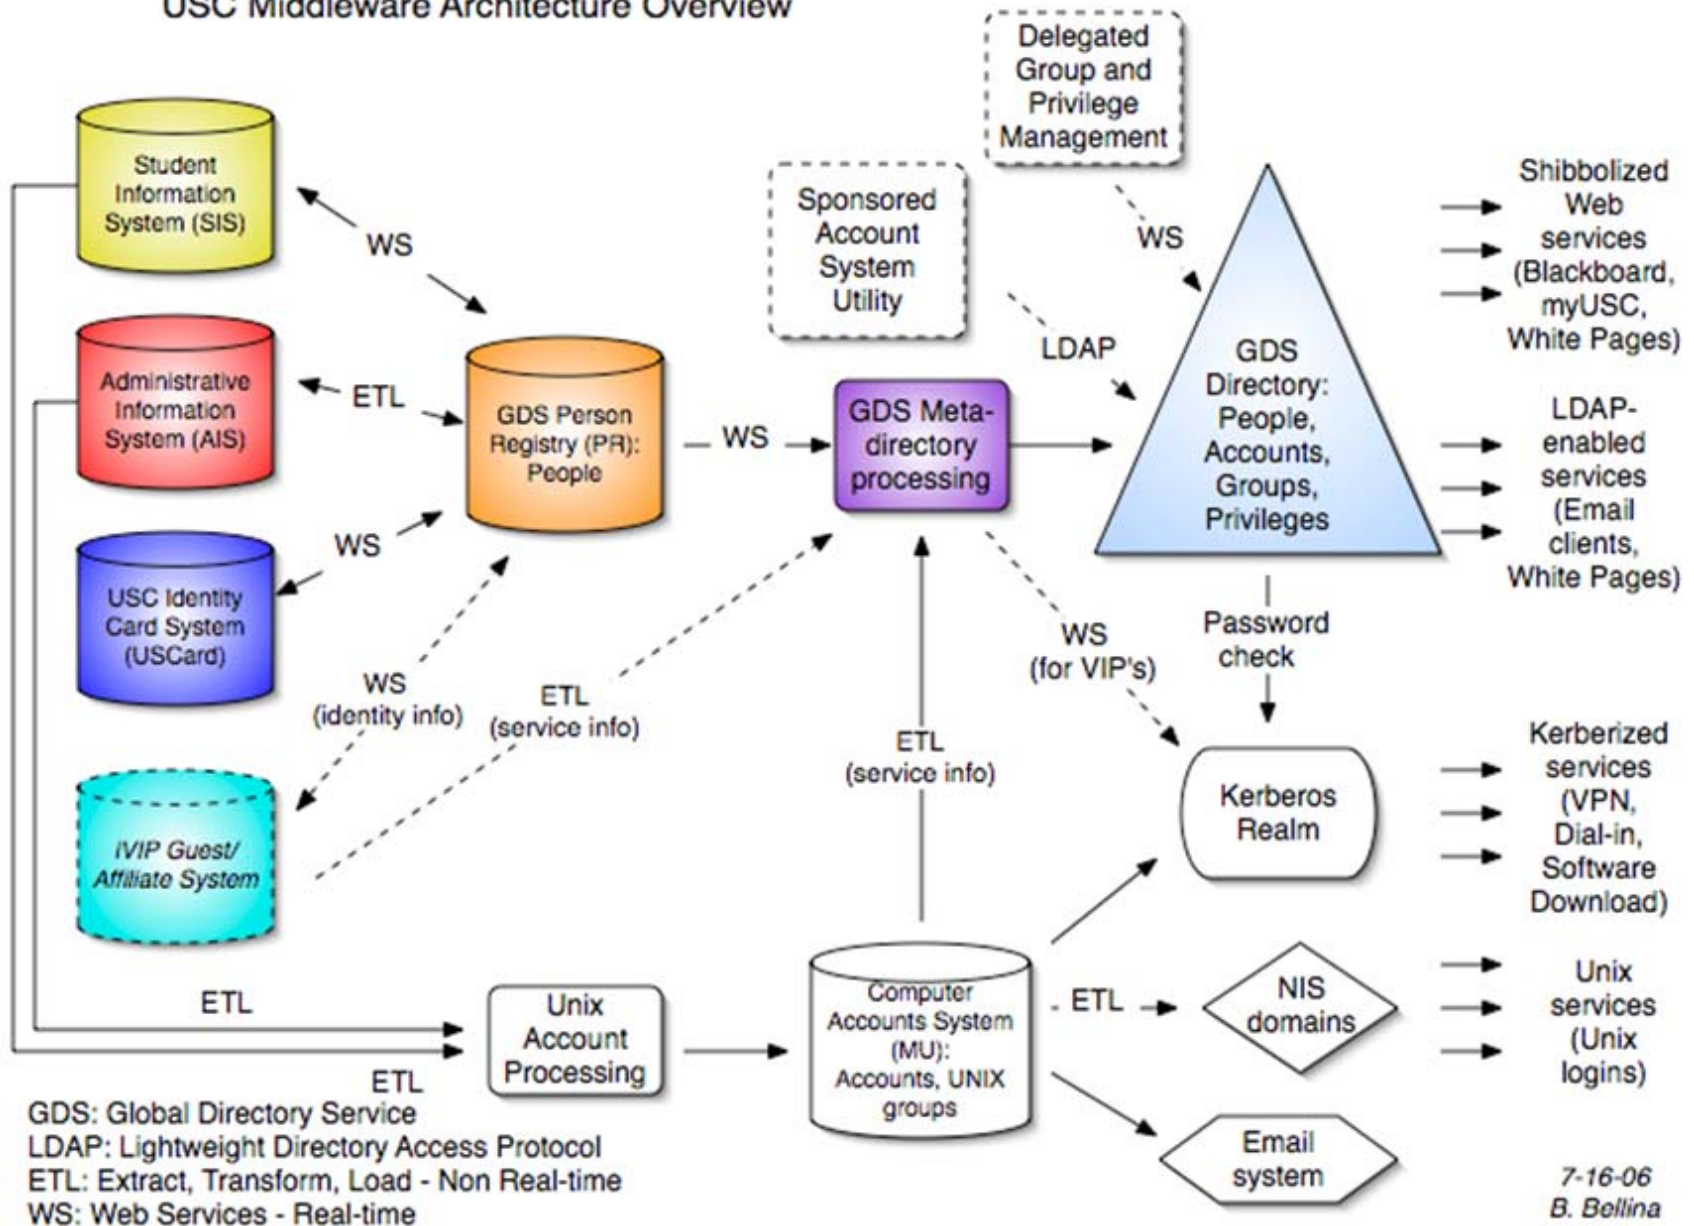 USC Middleware Architecture Overview
Delegated
Group and
Privilege
Management
Student
Information
System (SIS)
WS
Sponsored
Account
System
Utility
WS
LDAP
Shibbolized
Web
services
(Blackboard,
myUSC,
White Pages)
Administrative
Information
System (AIS)
ETL
GDS Person
Registry (PR):
People
WS
GDS Meta-
directory
processing
GDS
Directory:
People,
Accounts,
Groups,
Privileges
LDAP-
enabled
services
(Email
clients,
White Pages)
USC Identity
Card System
(USCard)
WS
WS
(identity info)
ETL
(service info)
ETL
(service info)
WS
(for VIP's)
Password
check
iVIP Guest/
Affiliate System
Kerberos
Realm
Kerberized
services
(VPN,
Dial-in,
Software
Download)
ETL
ETL
Unix
Account
Processing
Computer
Accounts System
(MU):
Accounts, UNIX
groups
ETL
NIS
domains
Unix
services
(Unix
logins)
Email
system
GDS: Global Directory Service
LDAP: Lightweight Directory Access Protocol
ETL: Extract, Transform, Load - Non Real-time
WS: Web Services - Real-time
7-16-06
B. Bellina